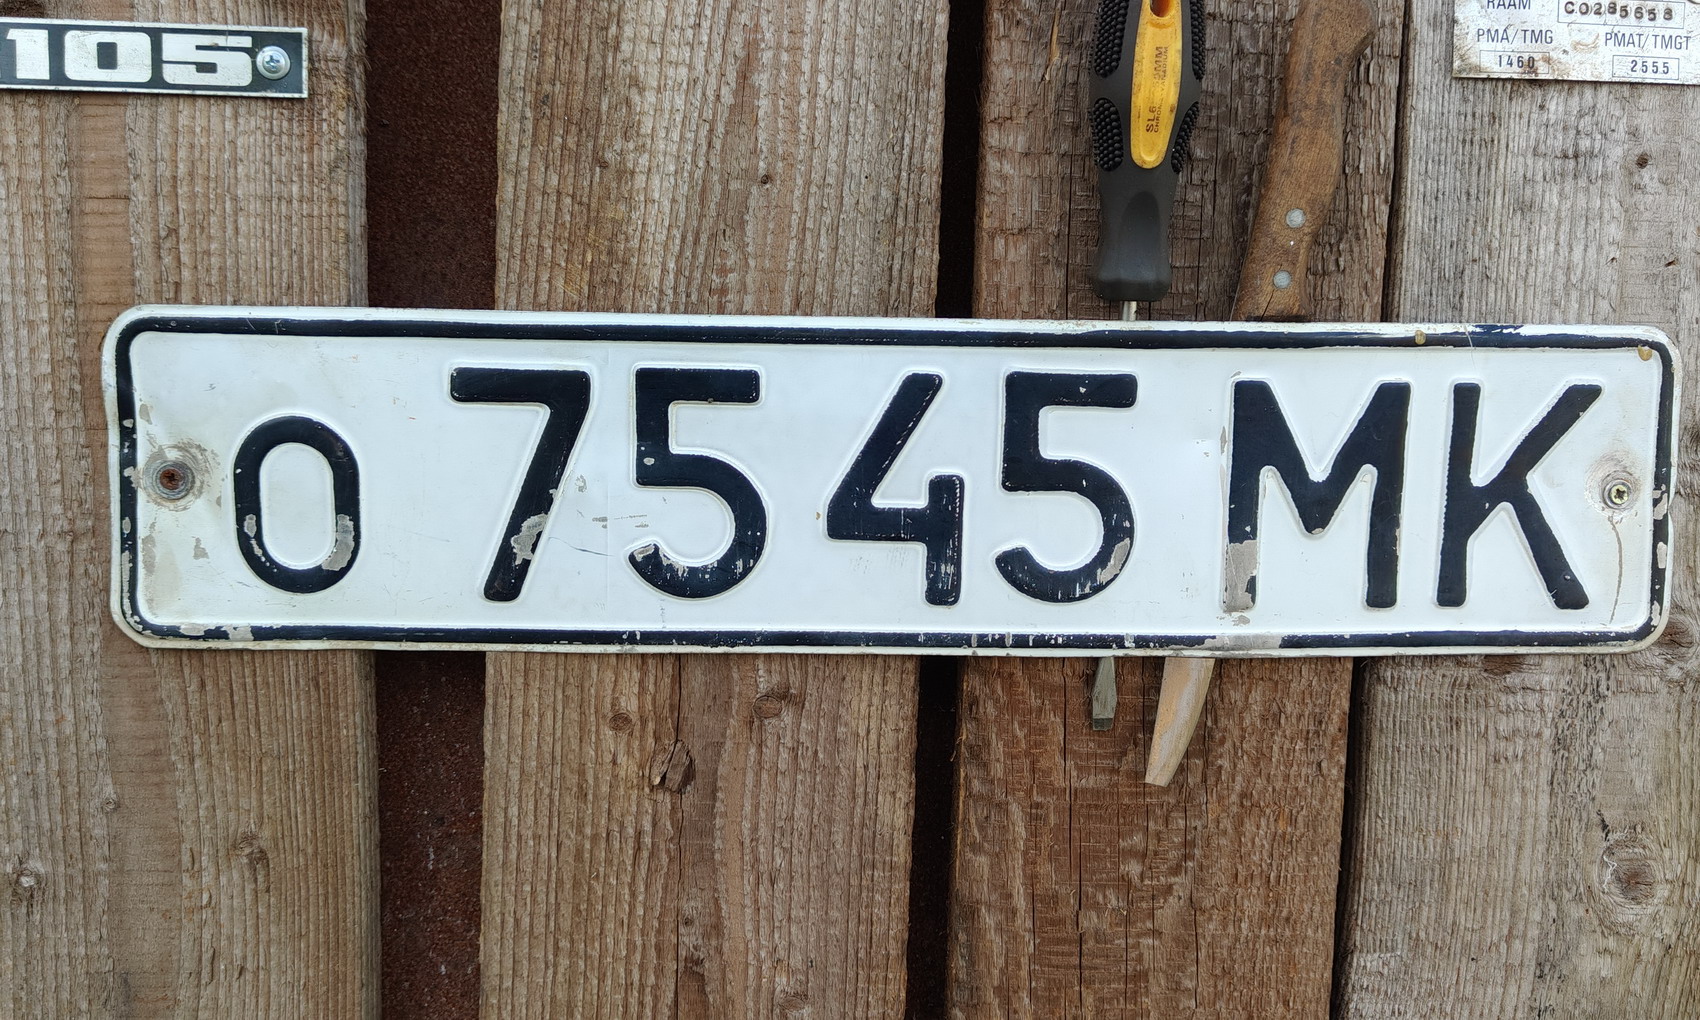 105
RAAM C0285658
PMA/TMG PMAT/TMGT
1460 2555
о 7545 МК